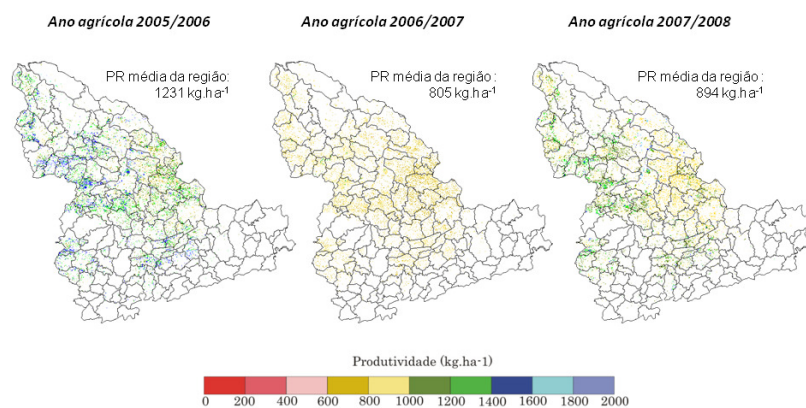 Ano agrícola 2005/2006
Ano agrícola 2006/2007
Ano agrícola 2007/2008
PR média da região:
1231 kg.ha-1
PR média da região :
805 kg.ha-1
PR média da região :
894 kg.ha-1
Produtividade (kg.ha-1)
0 200 400 600 800 1000 1200 1400 1600 1800 2000